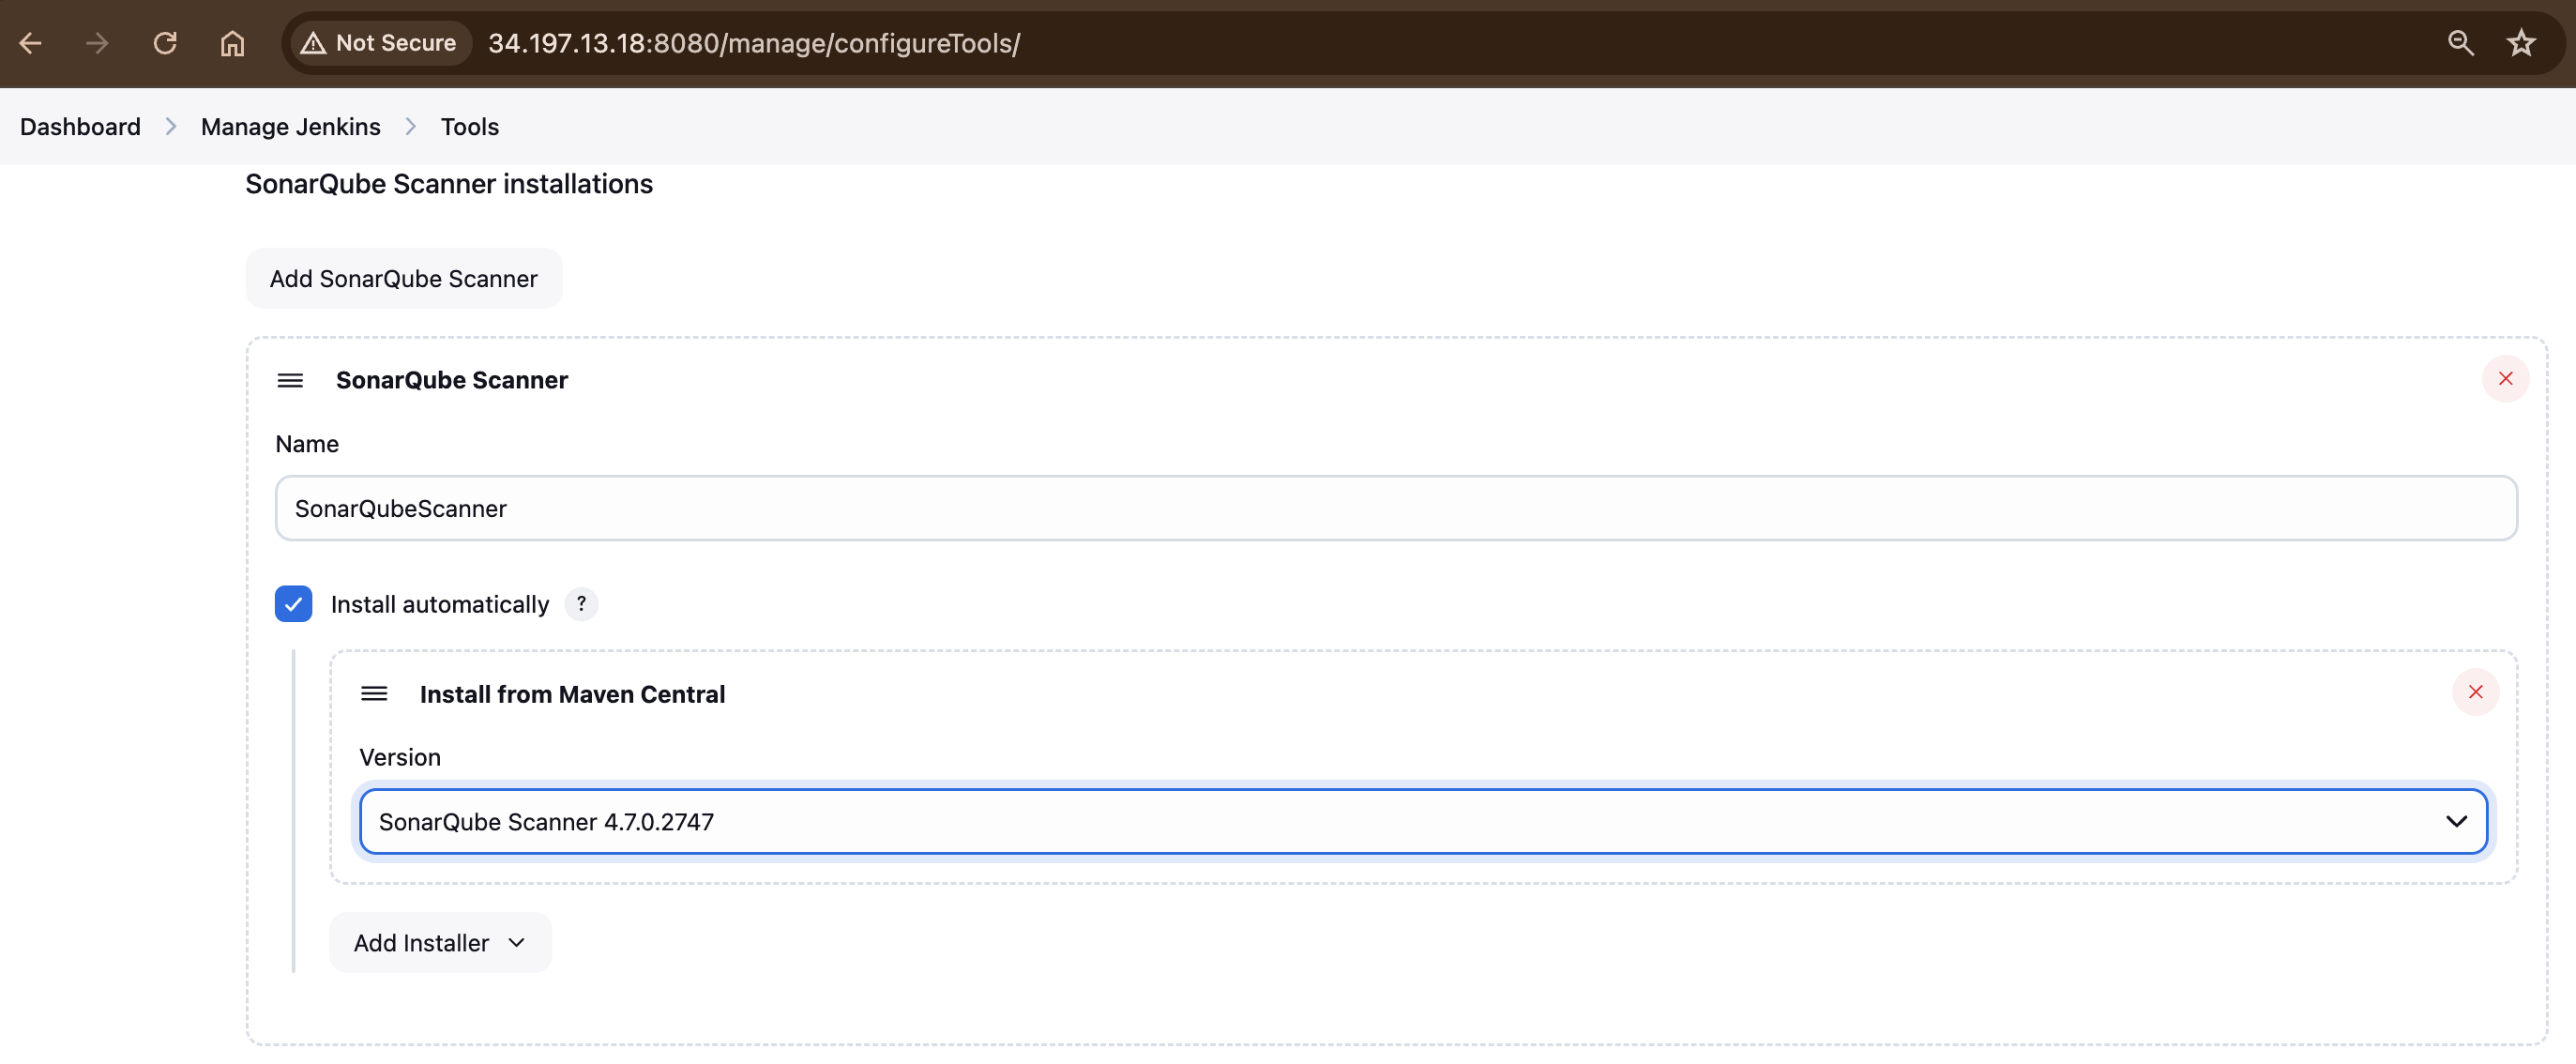 Not Secure 34.197.13.18:8080/manage/configureTools/
Dashboard Manage Jenkins Tools
SonarQube Scanner installations
Add SonarQube Scanner
SonarQube Scanner
Name
SonarQubeScanner
Install automatically ?
Install from Maven Central
Version
SonarQube Scanner 4.7.0.2747
Add Installer